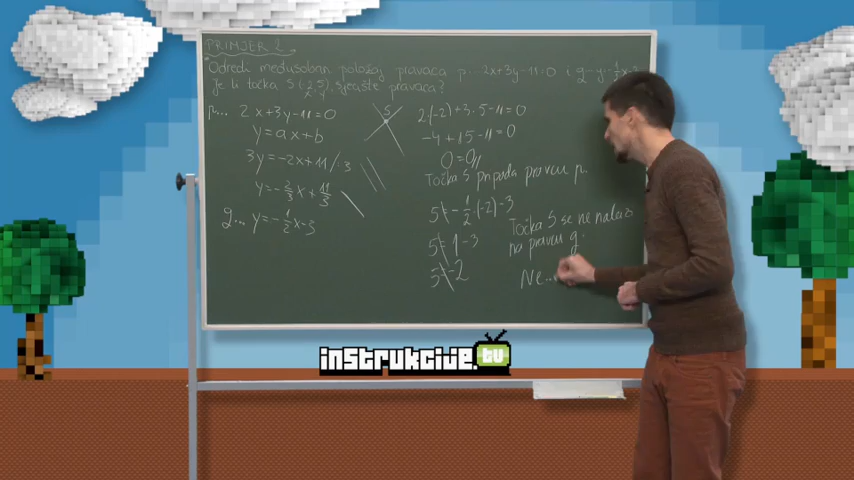 PRIMJER 2
Odredi međusoban položaj pravaca p... 2x+3y-11=0 i g... y=-1/2x-3
Je li točka S(-2,5), sjecište pravaca?
p... 2x+3y-11=0
y=ax+b
3y=-2x+11/:3
y=-2/3x+11/3
g... y=-1/2x-3
S
2·(-2)+3·5-11=0
-4+15-11=0
0=0//
Točka S pripada pravcu p.
5≠-1/2·(-2)-3
5≠1-3
5≠-2
Točka S se ne nalazi
na pravcu g.
Ne...
instrukcije.tv